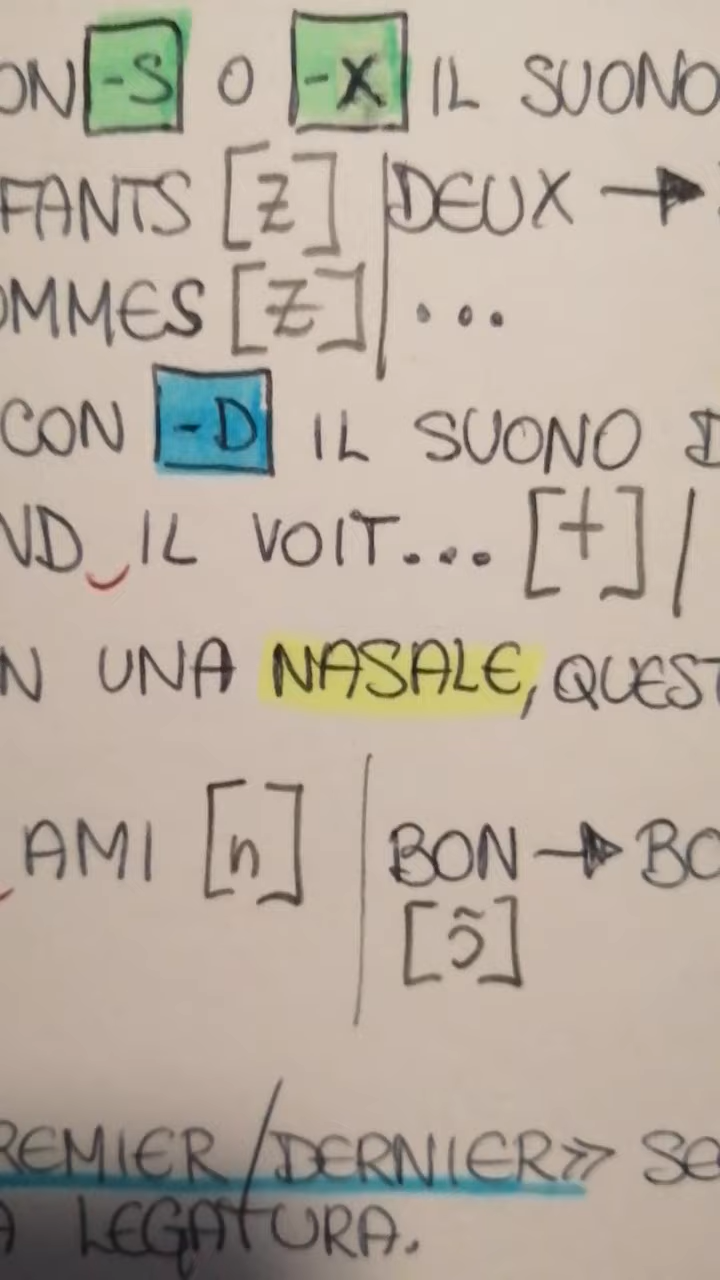 ON -S O -X IL SUONO
FANTS [Z] | DEUX →
OMMES [Z] | ...
CON -D IL SUONO D
ND IL VOIT... [t] |
N UNA NASALE, QUEST
AMI [n] | BON → BO
[ɔ̃]
REMIER/DERNIER» SE
A LEGATURA.